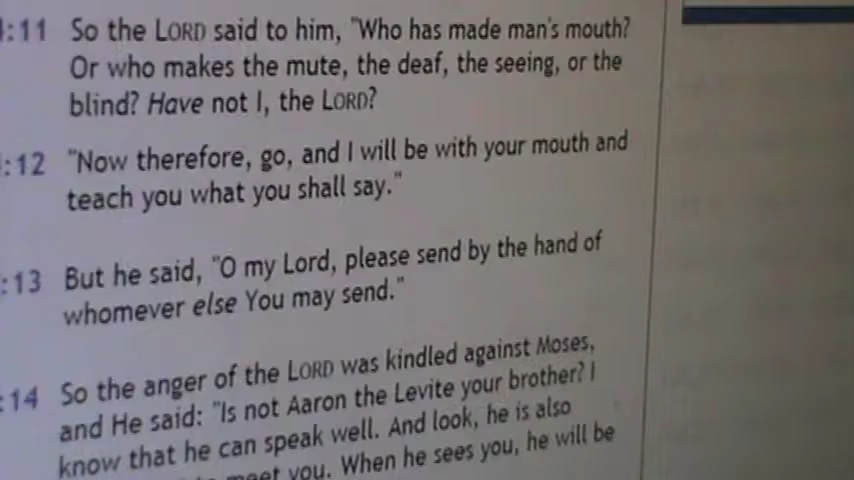 :11 So the LORD said to him, "Who has made man's mouth?
Or who makes the mute, the deaf, the seeing, or the
blind? Have not I, the LORD?
:12 "Now therefore, go, and I will be with your mouth and
teach you what you shall say."
:13 But he said, "O my Lord, please send by the hand of
whomever else You may send."
:14 So the anger of the LORD was kindled against Moses,
and He said: "Is not Aaron the Levite your brother? I
know that he can speak well. And look, he is also
meet you. When he sees you, he will be